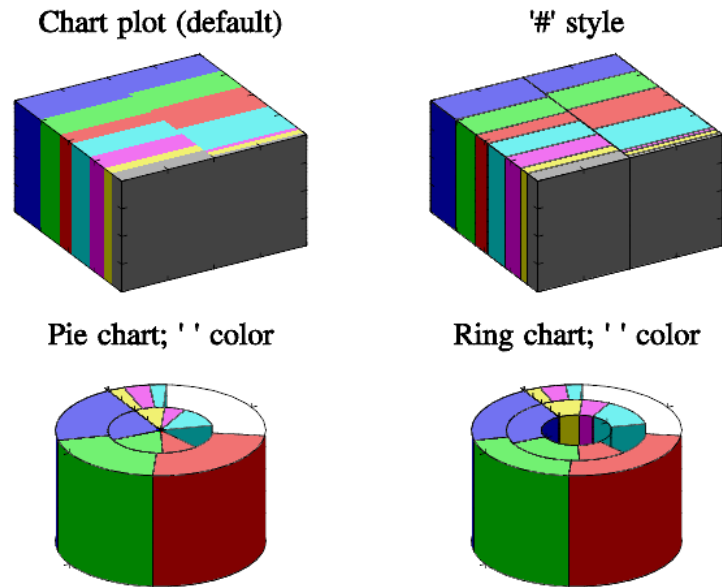 Chart plot (default)
'#' style
Pie chart; ' ' color
Ring chart; ' ' color